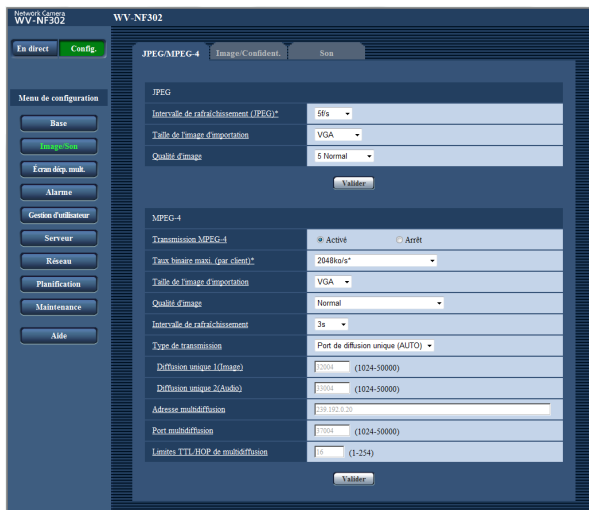 Network Camera
WV-NF302
WV-NF302
En direct Config.
Menu de configuration
Base
Image/Son
Écran déçp. mult.
Alarme
Gestion d'utilisateur
Serveur
Réseau
Planification
Maintenance
Aide
JPEG/MPEG-4 Image/Confident. Son
JPEG
Intervalle de rafraîchissement (JPEG)* 5f/s
Taille de l'image d'importation VGA
Qualité d'image 5 Normal
Valider
MPEG-4
Transmission MPEG-4 Activé Arrêt
Taux binaire maxi. (par client)* 2048ko/s*
Taille de l'image d'importation VGA
Qualité d'image Normal
Intervalle de rafraîchissement 3s
Type de transmission Port de diffusion unique (AUTO)
Diffusion unique 1(Image) 32004 (1024-50000)
Diffusion unique 2(Audio) 33004 (1024-50000)
Adresse multidiffusion 239.192.0.20
Port multidiffusion 37004 (1024-50000)
Limites TTL/HOP de multidiffusion 16 (1-254)
Valider